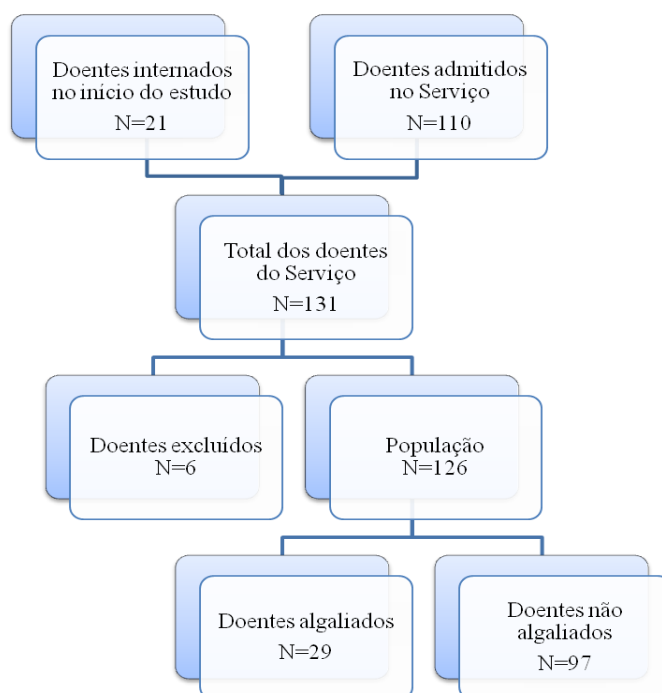 Doentes internados
no início do estudo
N=21
Doentes admitidos
no Serviço
N=110
Total dos doentes
do Serviço
N=131
Doentes excluídos
N=6
População
N=126
Doentes algaliados
N=29
Doentes não
algaliados
N=97